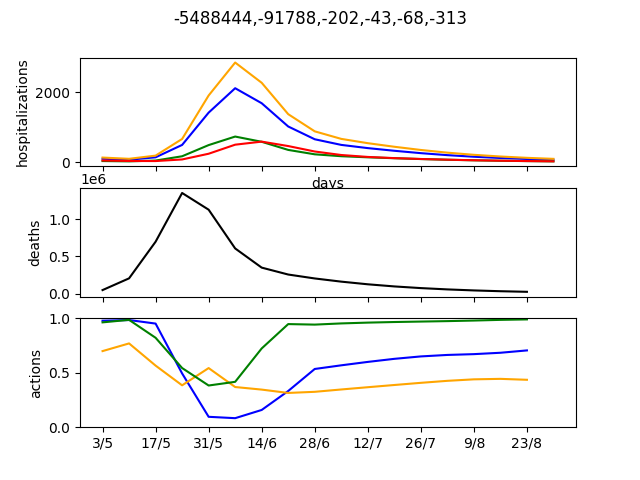 -5488444,-91788,-202,-43,-68,-313
hospitalizations
2000
0
days
1e6
deaths
1.0
0.5
0.0
actions
1.0
0.5
0.0
3/5 17/5 31/5 14/6 28/6 12/7 26/7 9/8 23/8